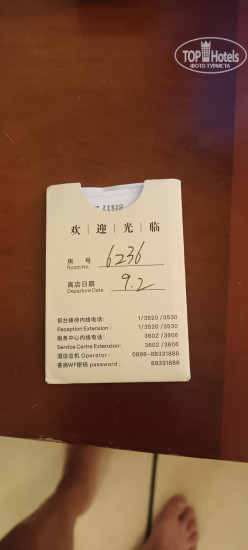 TOP Hotels
ФОТО ТУРИСТА
欢 | 迎 | 光 | 临
房 号 6236
Room No.
离店日期 9.2
Departure Date
前台接待内线电话: 1/3520 /3530
Reception Extension: 1/3520 /3530
服务中心内线电话: 3602 /3606
Service Centre Extension: 3602 /3606
酒店总机 Operator: 0898-88331888
客房WF密码 password: 88331888